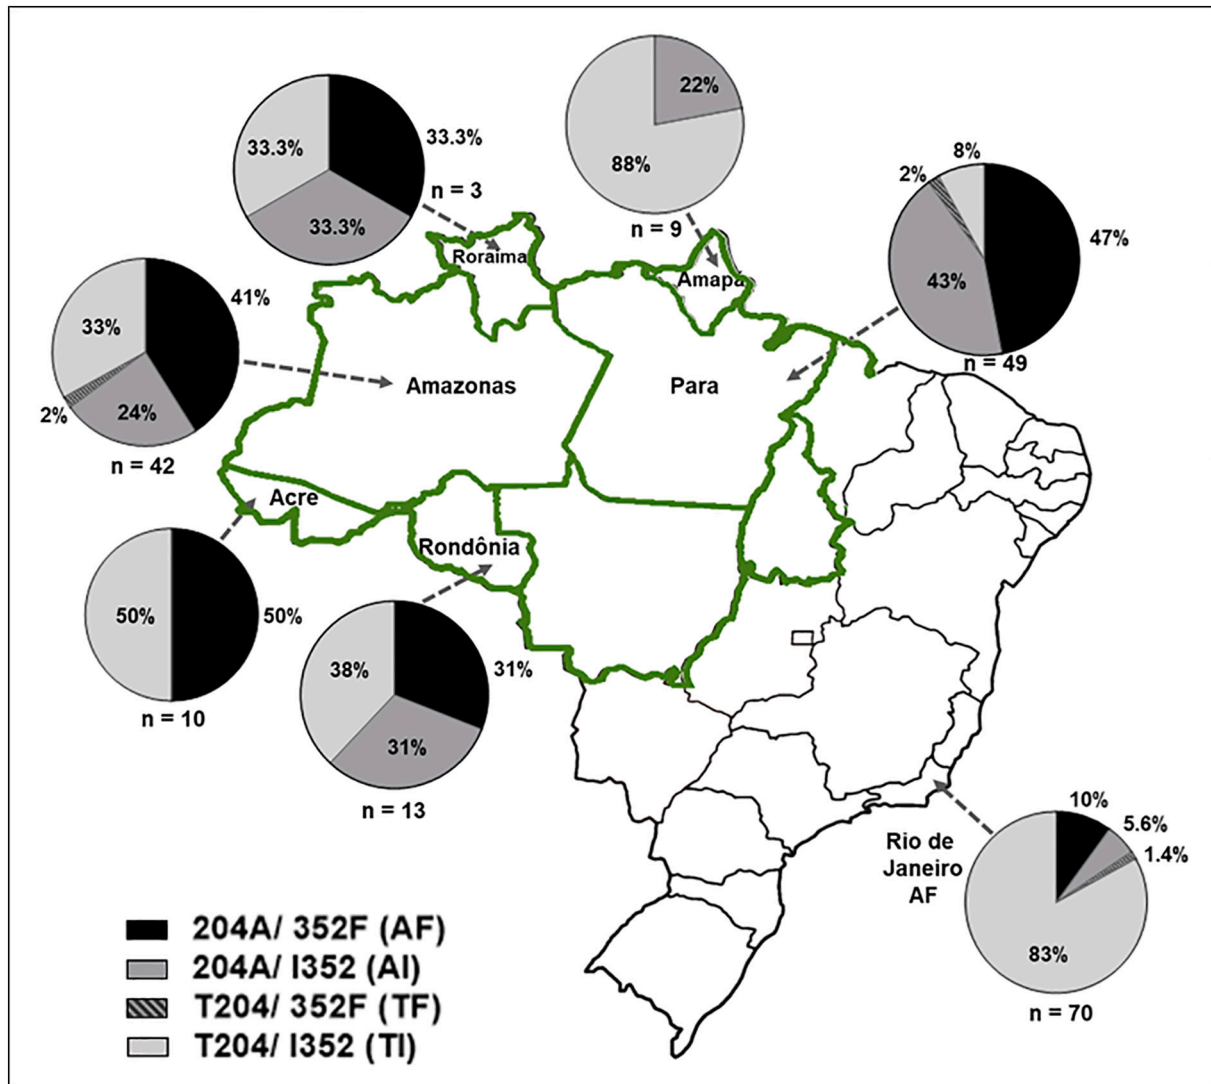 22%
88%
n = 9
33.3%
33.3%
33.3%
n = 3
8%
2%
47%
43%
n = 49
Roraima
Amapá
41%
33%
2%
24%
n = 42
Amazonas
Para
Acre
Rondônia
50%
50%
n = 10
38%
31%
31%
n = 13
10%
5.6%
1.4%
83%
n = 70
Rio de
Janeiro
AF
204A/ 352F (AF)
204A/ I352 (AI)
T204/ 352F (TF)
T204/ I352 (TI)